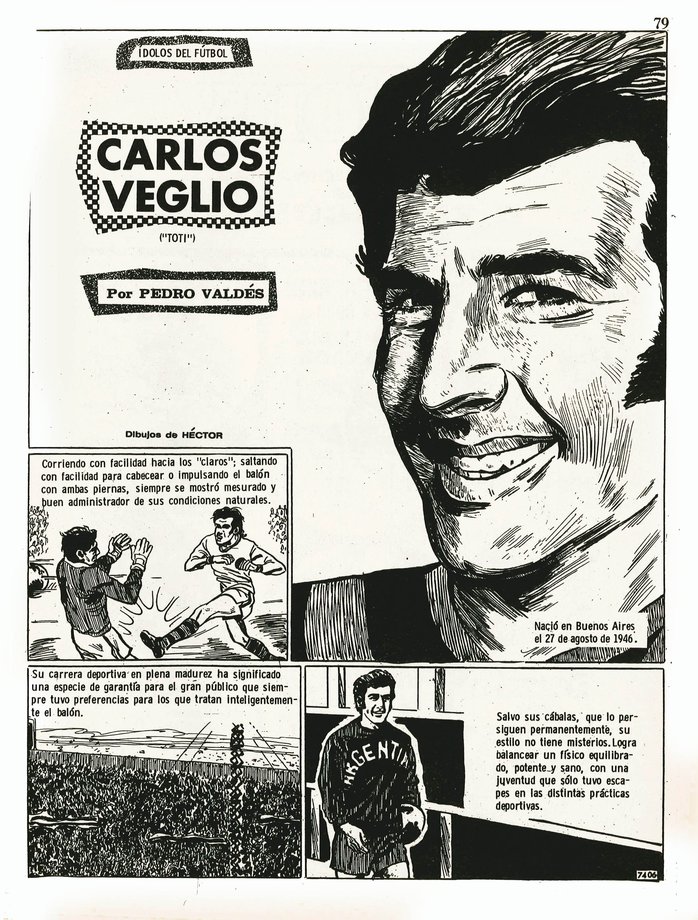 79
ÍDOLOS DEL FÚTBOL
CARLOS
VEGLIO
("TOTI")
Por PEDRO VALDÉS
Dibujos de HÉCTOR
Nació en Buenos Aires
el 27 de agosto de 1946.
Corriendo con facilidad hacia los "claros"; saltando
con facilidad para cabecear o impulsando el balón
con ambas piernas, siempre se mostró mesurado y
buen administrador de sus condiciones naturales.
Su carrera deportiva en plena madurez ha significado
una especie de garantía para el gran público que siem-
pre tuvo preferencias para los que tratan inteligentemen-
te el balón.
ARGENTINA
Salvo sus cábalas, que lo per-
siguen permanentemente, su
estilo no tiene misterios. Logra
balancear un físico equilibra-
do, potente y sano, con una
juventud que sólo tuvo esca-
pes en las distintas prácticas
deportivas.
7406